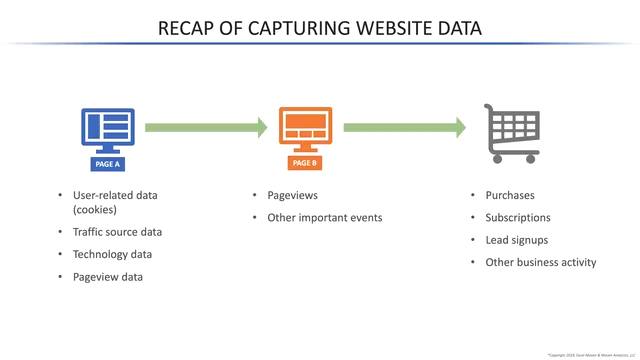 RECAP OF CAPTURING WEBSITE DATA
PAGE A
PAGE B
• User-related data
(cookies)
• Traffic source data
• Technology data
• Pageview data
• Pageviews
• Other important events
• Purchases
• Subscriptions
• Lead signups
• Other business activity